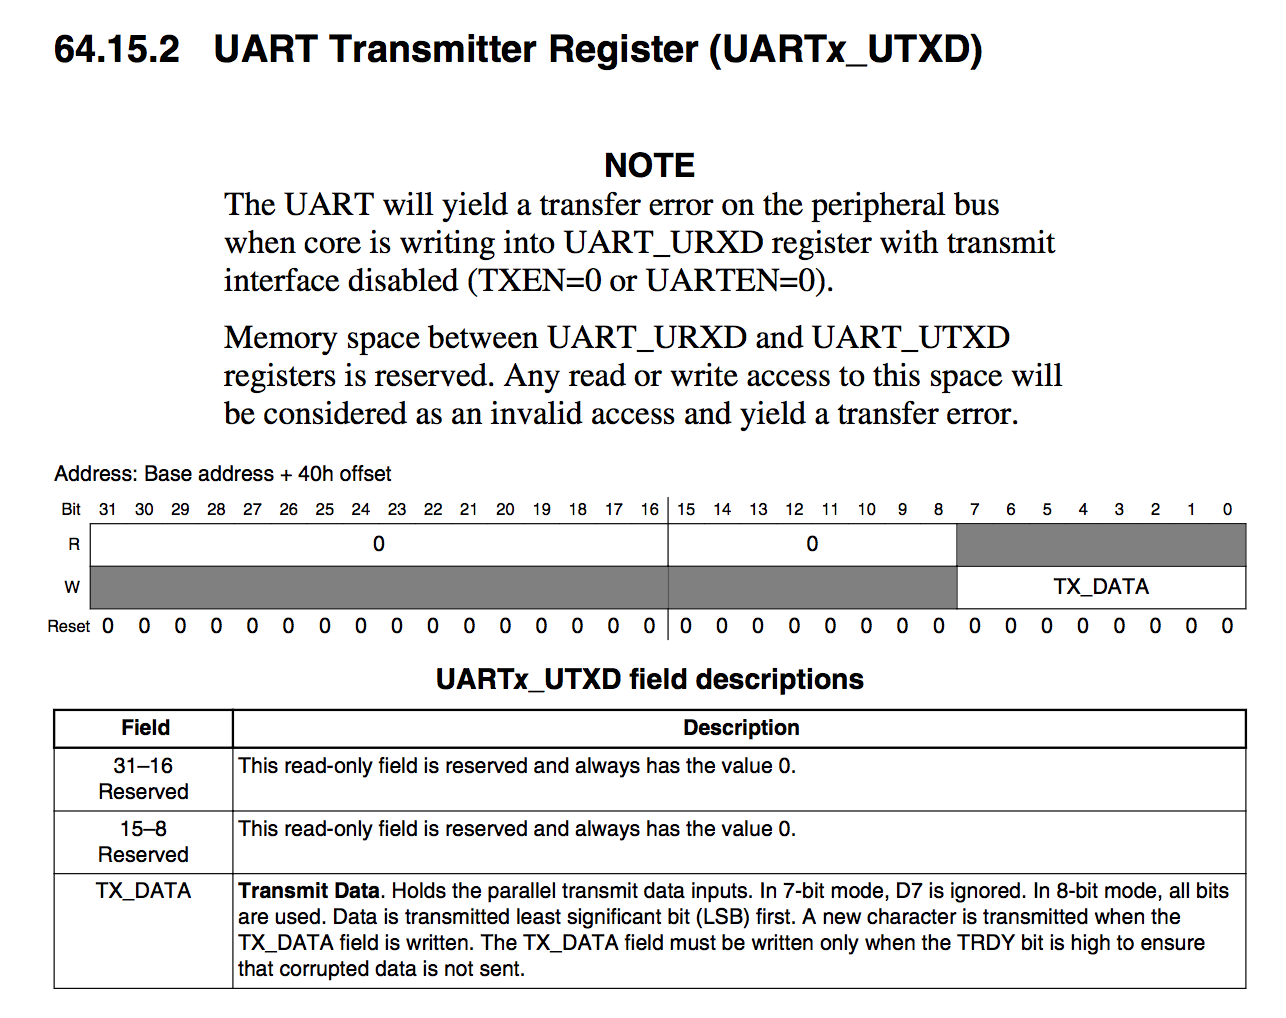 64.15.2 UART Transmitter Register (UARTx_UTXD)
NOTE
The UART will yield a transfer error on the peripheral bus
when core is writing into UART_URXD register with transmit
interface disabled (TXEN=0 or UARTEN=0).
Memory space between UART_URXD and UART_UTXD
registers is reserved. Any read or write access to this space will
be considered as an invalid access and yield a transfer error.
Address: Base address + 40h offset
Bit 31 30 29 28 27 26 25 24 23 22 21 20 19 18 17 16 15 14 13 12 11 10 9 8 7 6 5 4 3 2 1 0
R 0 0
W TX_DATA
Reset 0 0 0 0 0 0 0 0 0 0 0 0 0 0 0 0 0 0 0 0 0 0 0 0 0 0 0 0 0 0 0 0
UARTx_UTXD field descriptions
Field Description
31–16 This read-only field is reserved and always has the value 0.
Reserved
15–8 This read-only field is reserved and always has the value 0.
Reserved
TX_DATA Transmit Data. Holds the parallel transmit data inputs. In 7-bit mode, D7 is ignored. In 8-bit mode, all bits
are used. Data is transmitted least significant bit (LSB) first. A new character is transmitted when the
TX_DATA field is written. The TX_DATA field must be written only when the TRDY bit is high to ensure
that corrupted data is not sent.